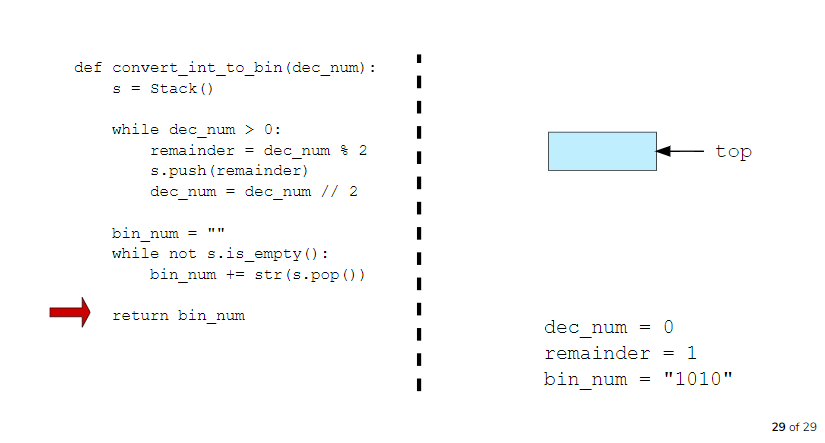 def convert_int_to_bin(dec_num):
    s = Stack()

    while dec_num > 0:
        remainder = dec_num % 2
        s.push(remainder)
        dec_num = dec_num // 2

    bin_num = ""
    while not s.is_empty():
        bin_num += str(s.pop())

    return bin_num
top
dec_num = 0
remainder = 1
bin_num = "1010"
29 of 29